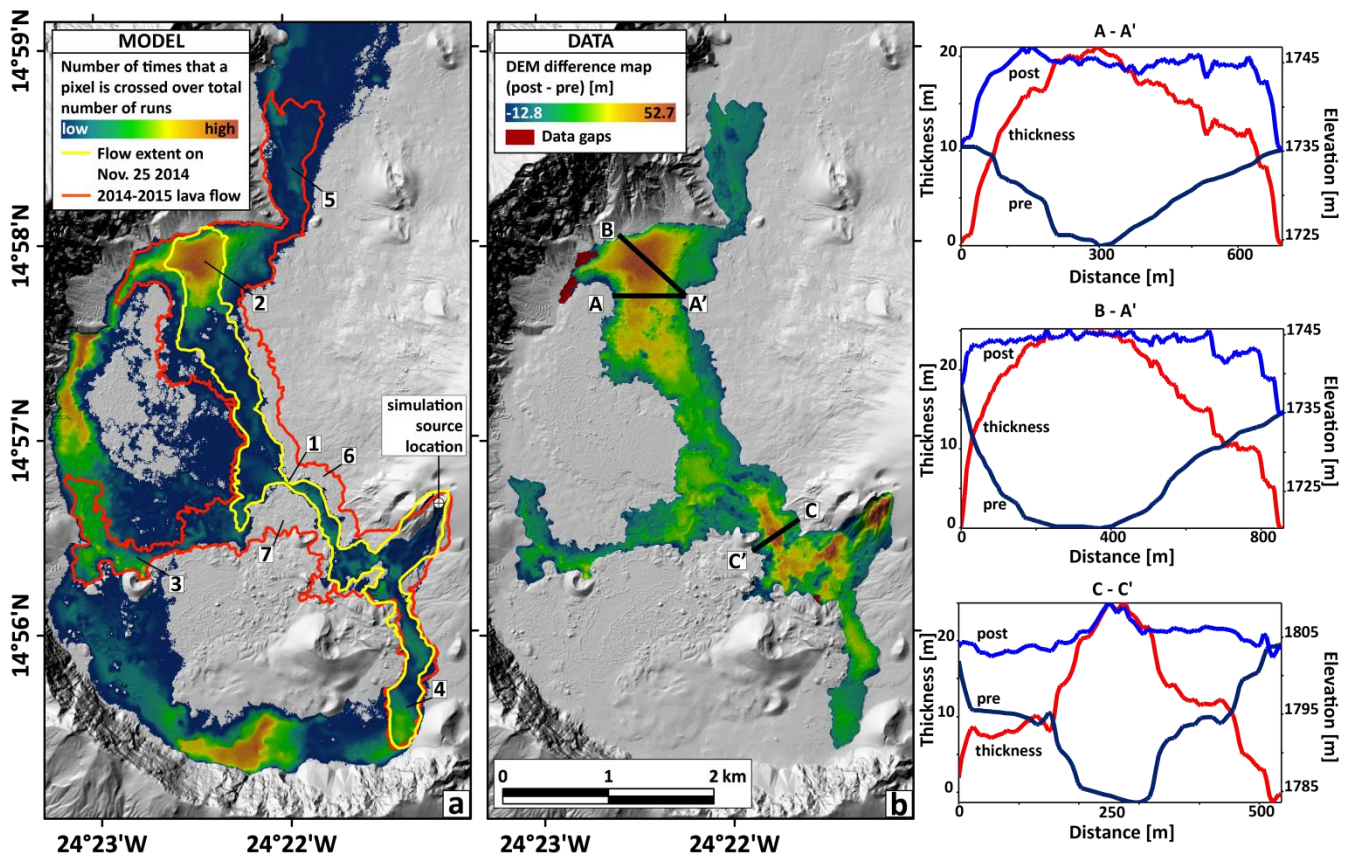 14°59'N
14°58'N
14°57'N
14°56'N
MODEL
Number of times that a
pixel is crossed over total
number of runs
low
high
Flow extent on
Nov. 25 2014
2014-2015 lava flow
5
2
simulation
source
location
1
6
7
3
4
a
24°23'W
24°22'W
DATA
DEM difference map
(post - pre) [m]
-12.8
52.7
Data gaps
B
A
A'
C
C'
0
1
2 km
b
24°23'W
24°22'W
A - A'
20
10
0
Thickness [m]
post
thickness
pre
1745
1735
1725
Elevation [m]
0
300
600
Distance [m]
B - A'
20
10
0
Thickness [m]
post
thickness
pre
1745
1735
1725
Elevation [m]
0
400
800
Distance [m]
C - C'
20
10
0
Thickness [m]
post
pre
thickness
1805
1795
1785
Elevation [m]
0
250
500
Distance [m]